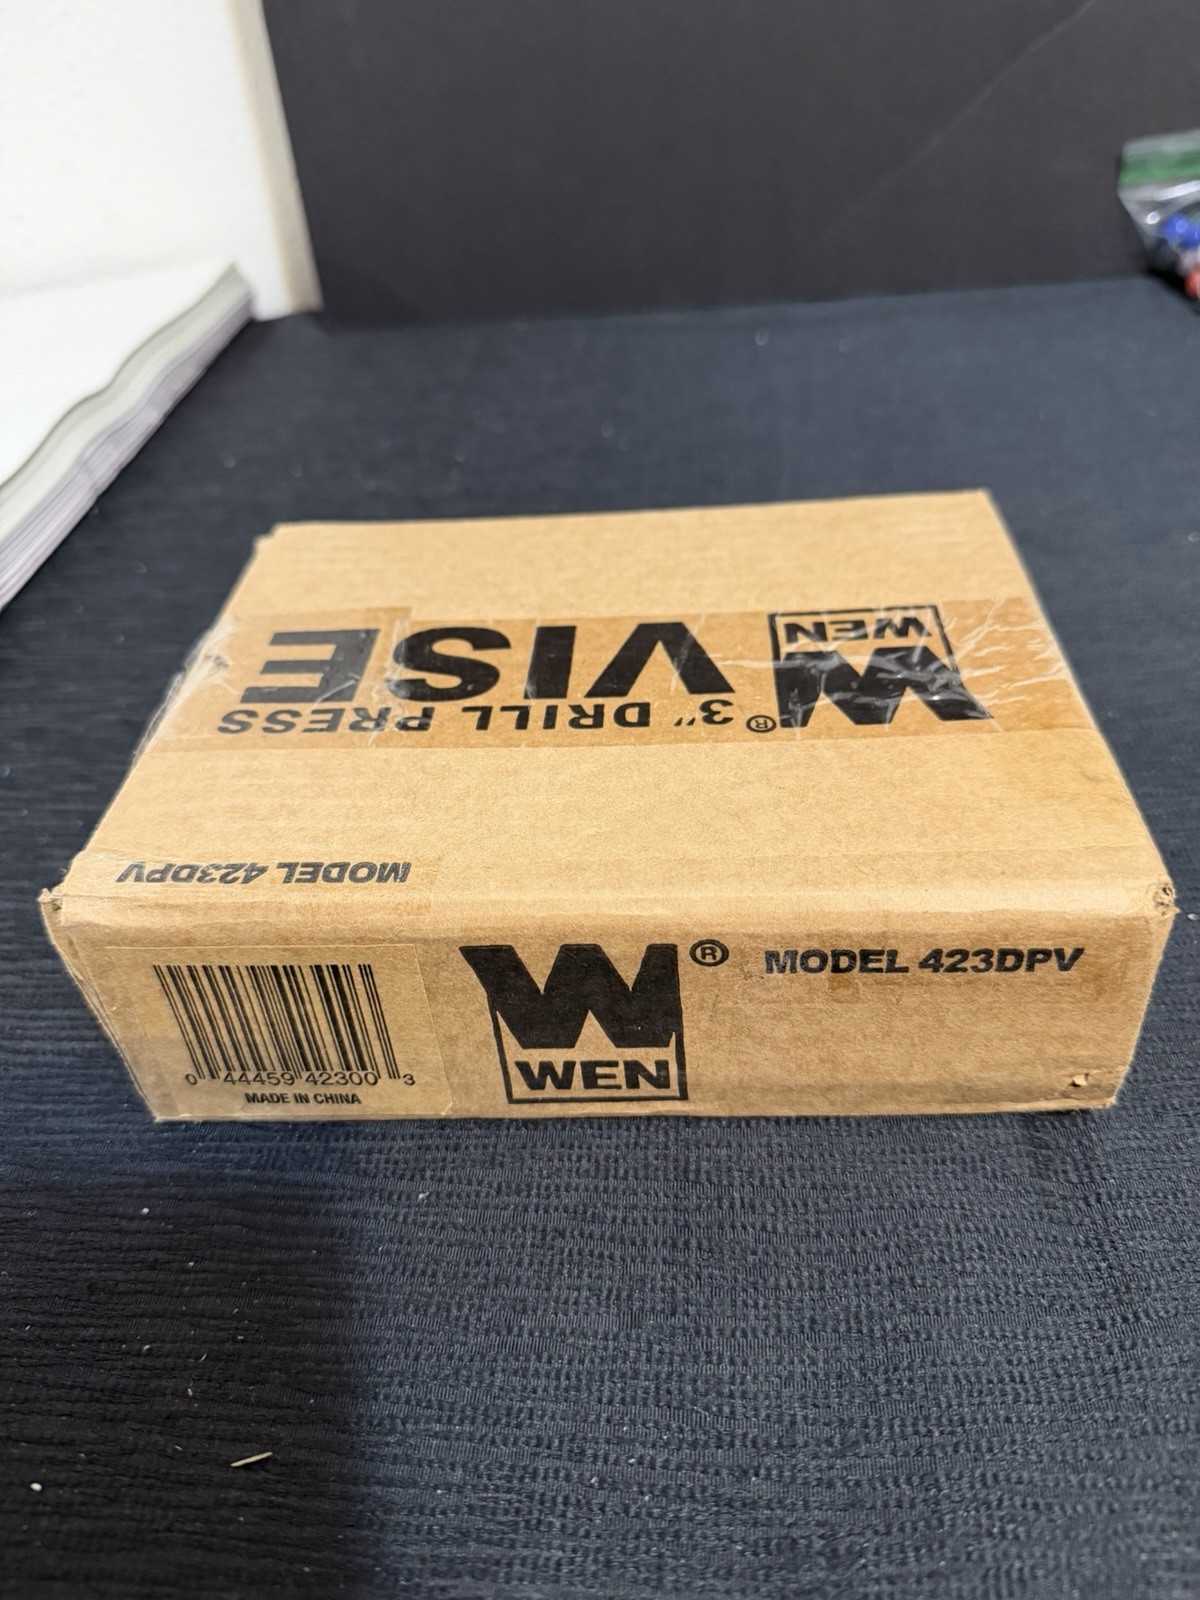 WEN
®
3" DRILL PRESS
VISE
MODEL 423DPV
WEN
®
MODEL 423DPV
0 44459 42300 3
MADE IN CHINA